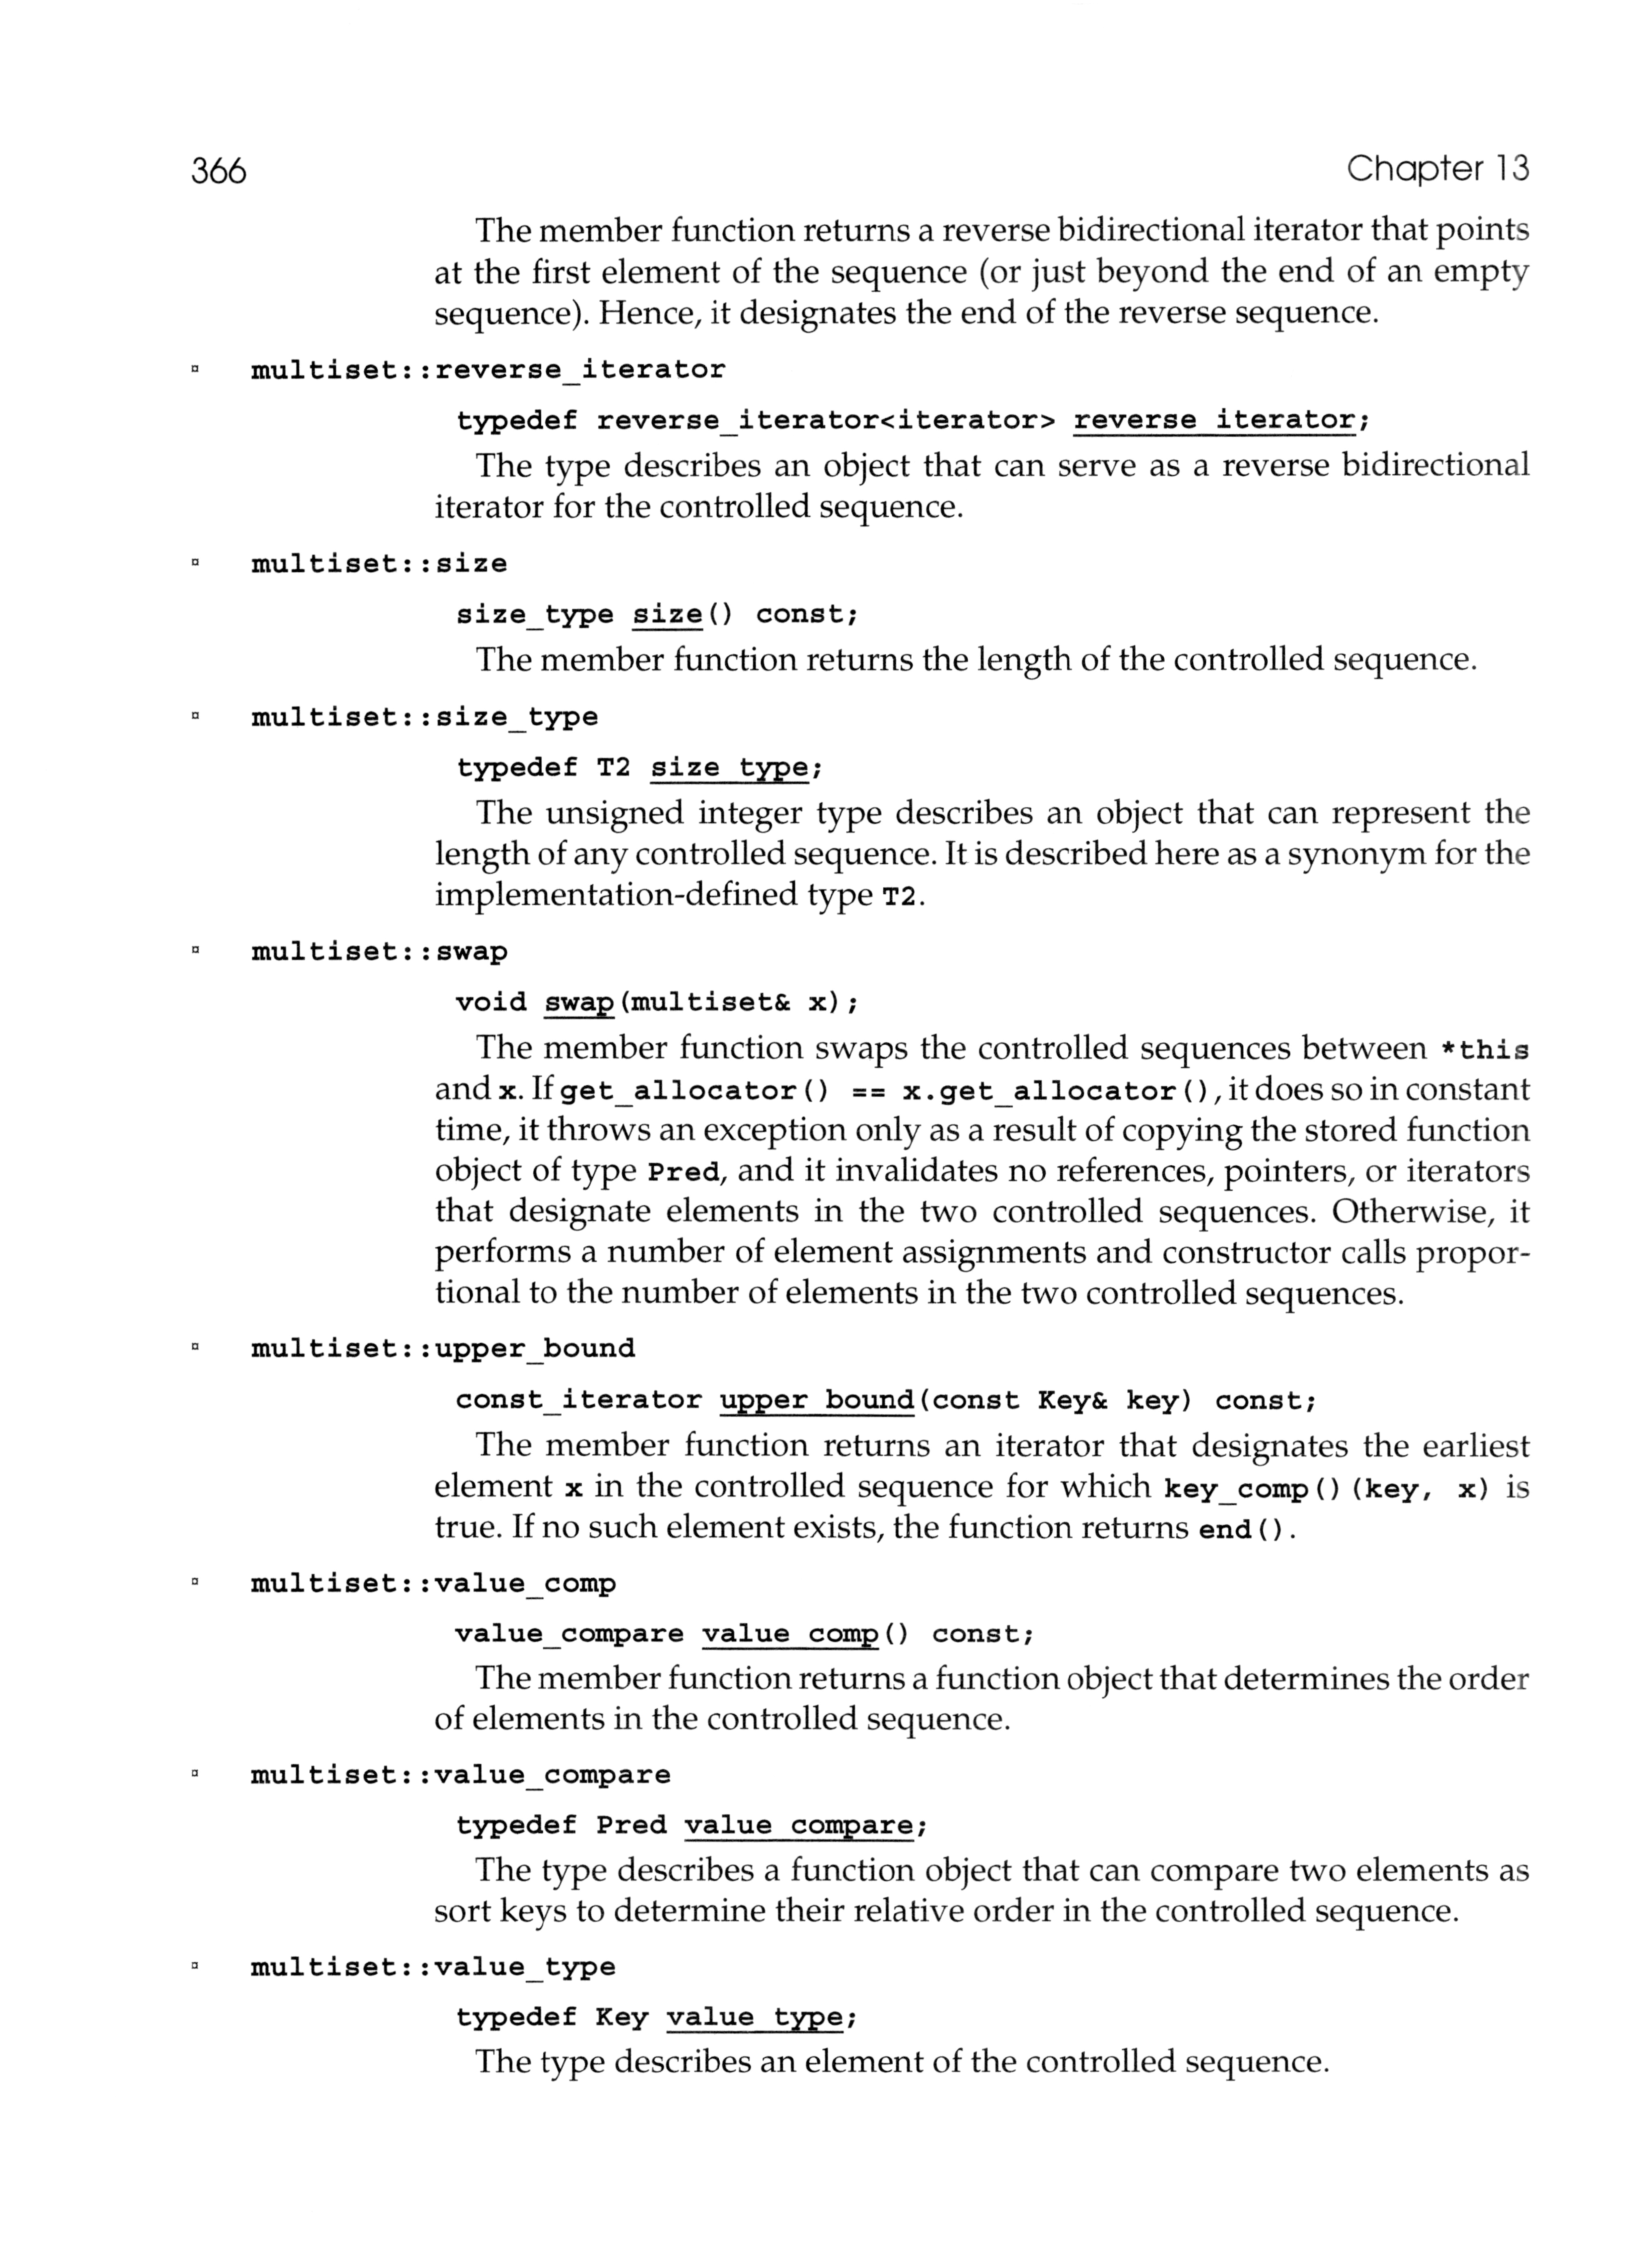 366
Chapter 13
The member function returns a reverse bidirectional iterator that points
at the first element of the sequence (or just beyond the end of an empty
sequence). Hence, it designates the end of the reverse sequence.
¤ multiset::reverse_iterator
typedef reverse_iterator<iterator> reverse_iterator;
The type describes an object that can serve as a reverse bidirectional
iterator for the controlled sequence.
¤ multiset::size
size_type size() const;
The member function returns the length of the controlled sequence.
¤ multiset::size_type
typedef T2 size_type;
The unsigned integer type describes an object that can represent the
length of any controlled sequence. It is described here as a synonym for the
implementation-defined type T2.
¤ multiset::swap
void swap(multiset& x);
The member function swaps the controlled sequences between *this
and x. If get_allocator() == x.get_allocator(), it does so in constant
time, it throws an exception only as a result of copying the stored function
object of type Pred, and it invalidates no references, pointers, or iterators
that designate elements in the two controlled sequences. Otherwise, it
performs a number of element assignments and constructor calls propor-
tional to the number of elements in the two controlled sequences.
¤ multiset::upper_bound
const_iterator upper_bound(const Key& key) const;
The member function returns an iterator that designates the earliest
element x in the controlled sequence for which key_comp()(key, x) is
true. If no such element exists, the function returns end().
¤ multiset::value_comp
value_compare value_comp() const;
The member function returns a function object that determines the order
of elements in the controlled sequence.
¤ multiset::value_compare
typedef Pred value_compare;
The type describes a function object that can compare two elements as
sort keys to determine their relative order in the controlled sequence.
¤ multiset::value_type
typedef Key value_type;
The type describes an element of the controlled sequence.